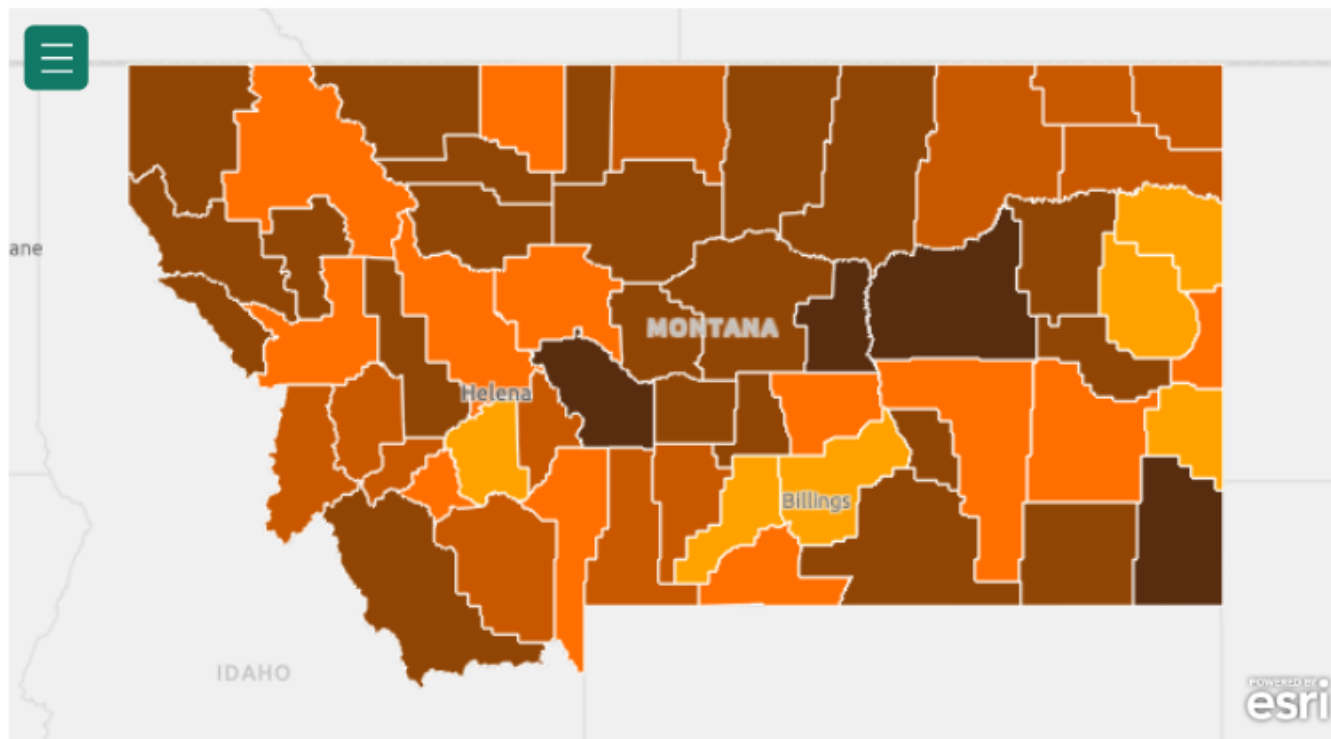 ane
MONTANA
Helena
Billings
IDAHO
POWERED BY
esri